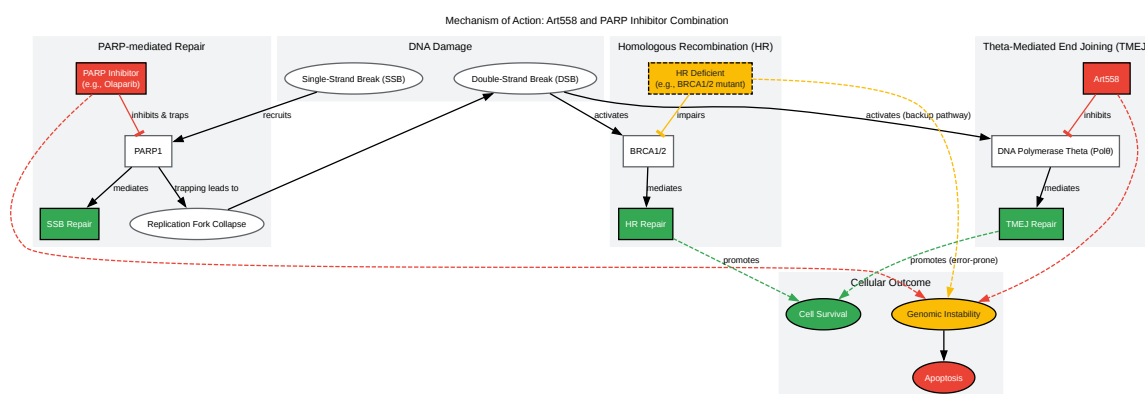 Mechanism of Action: Art558 and PARP Inhibitor Combination
PARP-mediated Repair
DNA Damage
Homologous Recombination (HR)
Theta-Mediated End Joining (TMEJ
PARP Inhibitor
(e.g., Olaparib)
Single-Strand Break (SSB)
Double-Strand Break (DSB)
HR Deficient
(e.g., BRCA1/2 mutant)
Art558
inhibits & traps
recruits
activates
impairs
activates (backup pathway)
inhibits
PARP1
BRCA1/2
DNA Polymerase Theta (Polθ)
mediates
trapping leads to
mediates
mediates
SSB Repair
Replication Fork Collapse
HR Repair
TMEJ Repair
promotes
promotes (error-prone)
Cellular Outcome
Cell Survival
Genomic Instability
Apoptosis